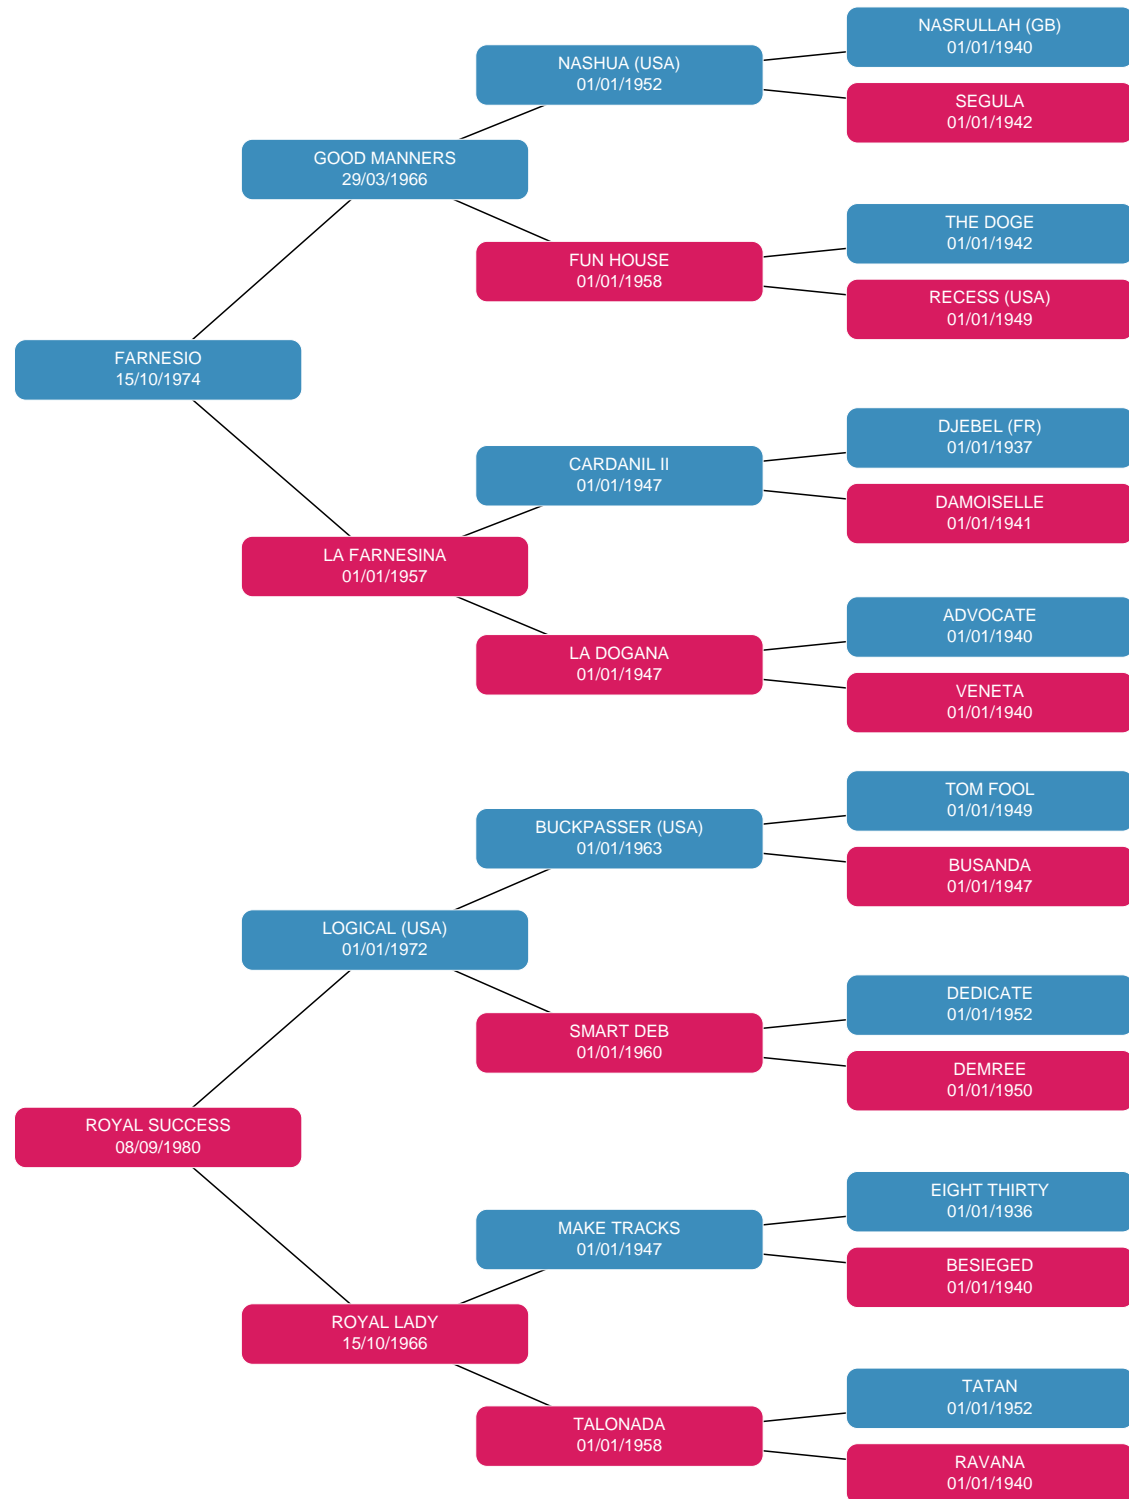 NASRULLAH (GB)
01/01/1940
NASHUA (USA)
01/01/1952
SEGULA
01/01/1942
GOOD MANNERS
29/03/1966
THE DOGE
01/01/1942
FUN HOUSE
01/01/1958
RECESS (USA)
01/01/1949
FARNESIO
15/10/1974
DJEBEL (FR)
01/01/1937
CARDANIL II
01/01/1947
DAMOISELLE
01/01/1941
LA FARNESINA
01/01/1957
ADVOCATE
01/01/1940
LA DOGANA
01/01/1947
VENETA
01/01/1940
TOM FOOL
01/01/1949
BUCKPASSER (USA)
01/01/1963
BUSANDA
01/01/1947
LOGICAL (USA)
01/01/1972
DEDICATE
01/01/1952
SMART DEB
01/01/1960
DEMREE
01/01/1950
ROYAL SUCCESS
08/09/1980
EIGHT THIRTY
01/01/1936
MAKE TRACKS
01/01/1947
BESIEGED
01/01/1940
ROYAL LADY
15/10/1966
TATAN
01/01/1952
TALONADA
01/01/1958
RAVANA
01/01/1940